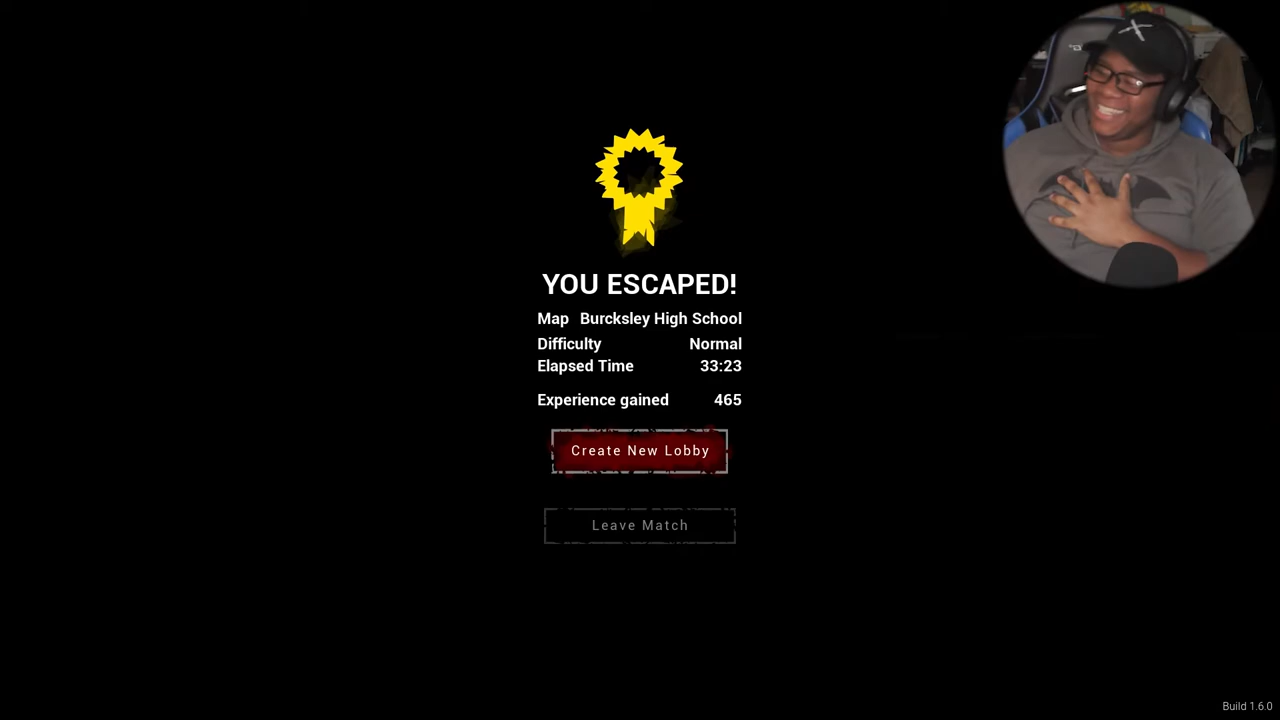 YOU ESCAPED!
Map Burcksley High School
Difficulty Normal
Elapsed Time 33:23
Experience gained 465
Create New Lobby
Leave Match
Build 1.6.0